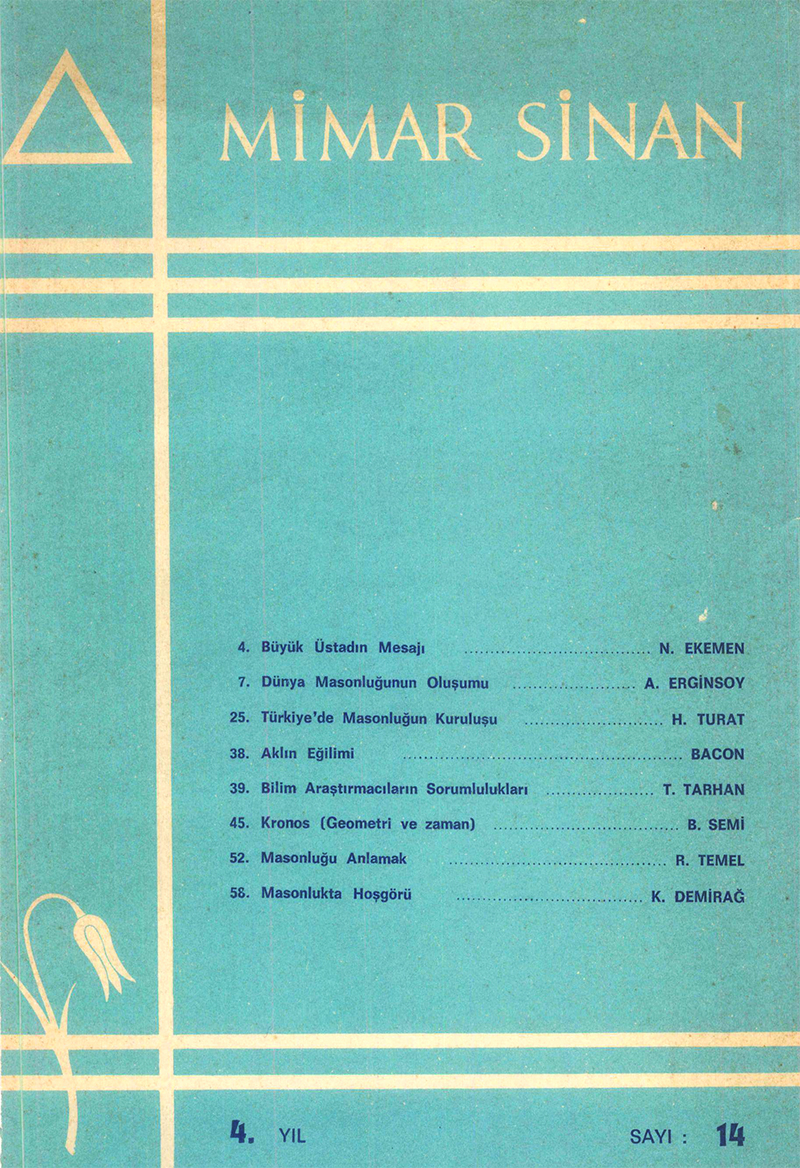 MİMAR SİNAN
4. Büyük Üstadın Mesajı .................................. N. EKEMEN
7. Dünya Masonluğunun Oluşumu ...................... A. ERGİNSOY
25. Türkiye'de Masonluğun Kuruluşu ......................... H. TURAT
38. Aklın Eğilimi .................................................. BACON
39. Bilim Araştırmacıların Sorumlulukları .................... T. TARHAN
45. Kronos (Geometri ve zaman) ................................. B. SEMİ
52. Masonluğu Anlamak ....................................... R. TEMEL
58. Masonlukta Hoşgörü .................................. K. DEMİRAĞ
4. YIL SAYI : 14